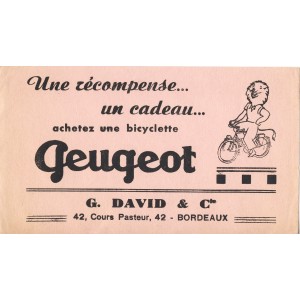 Une récompense...
un cadeau...
achetez une bicyclette
Peugeot
G. DAVID & Cie
42, Cours Pasteur, 42 - BORDEAUX